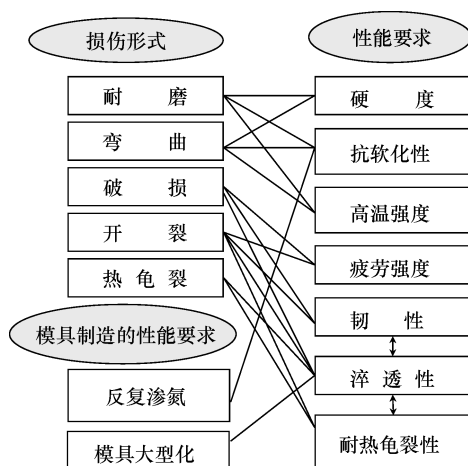 损伤形式
耐 磨
弯 曲
破 损
开 裂
热 龟 裂
模具制造的性能要求
反复渗氮
模具大型化
性能要求
硬 度
抗软化性
高温强度
疲劳强度
韧 性
淬 透 性
耐热龟裂性